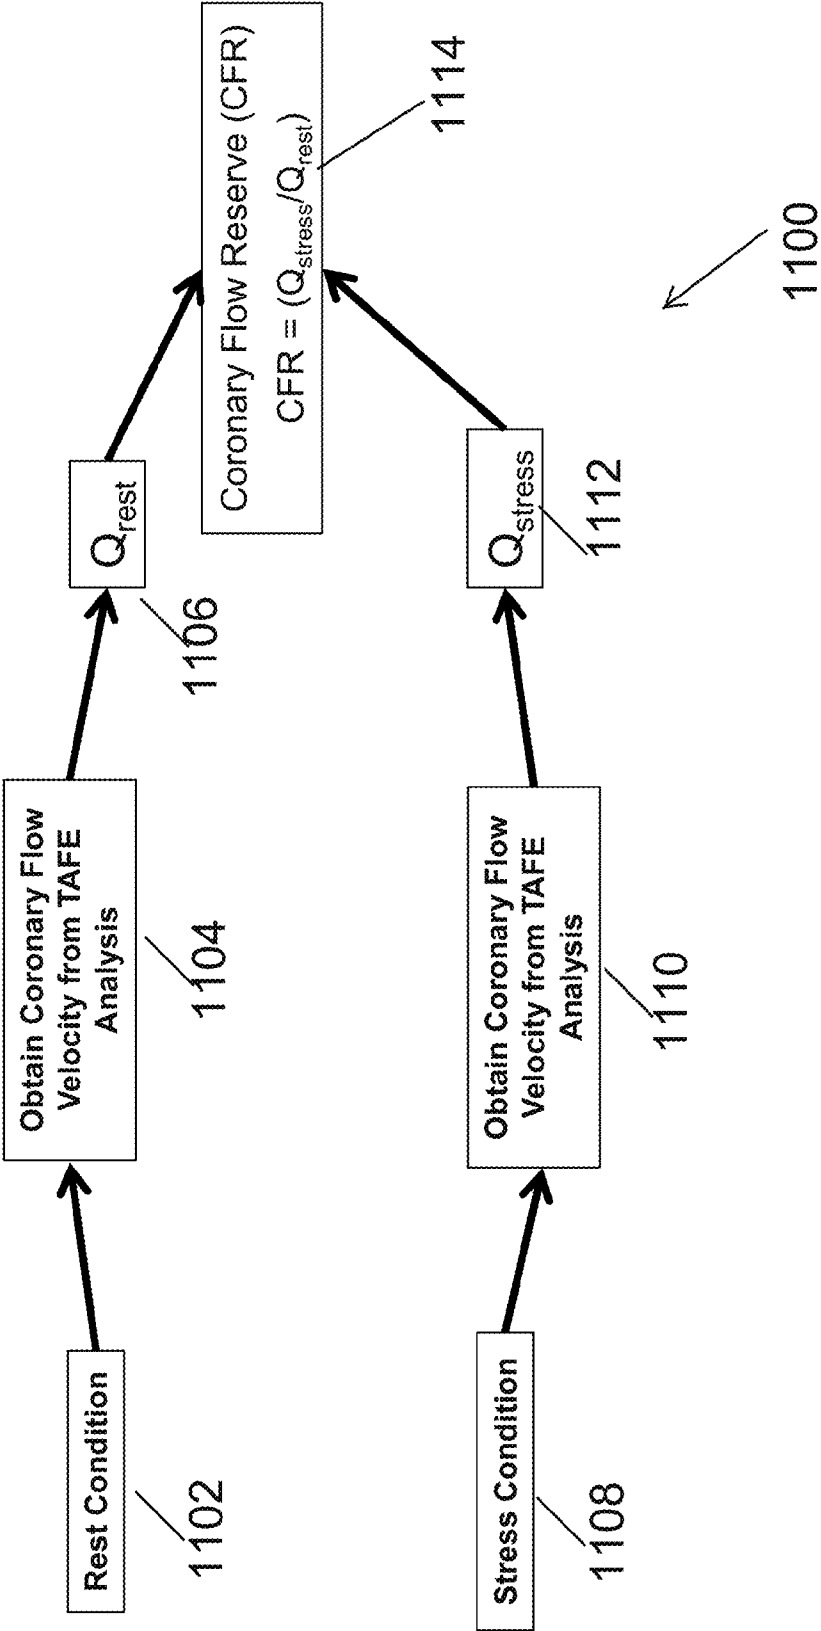 Rest Condition
1102
Obtain Coronary Flow
Velocity from TAFE
Analysis
1104
Qrest
1106
Coronary Flow Reserve (CFR)
CFR = (Qstress/Qrest)
1114
Stress Condition
1108
Obtain Coronary Flow
Velocity from TAFE
Analysis
1110
Qstress
1112
1100